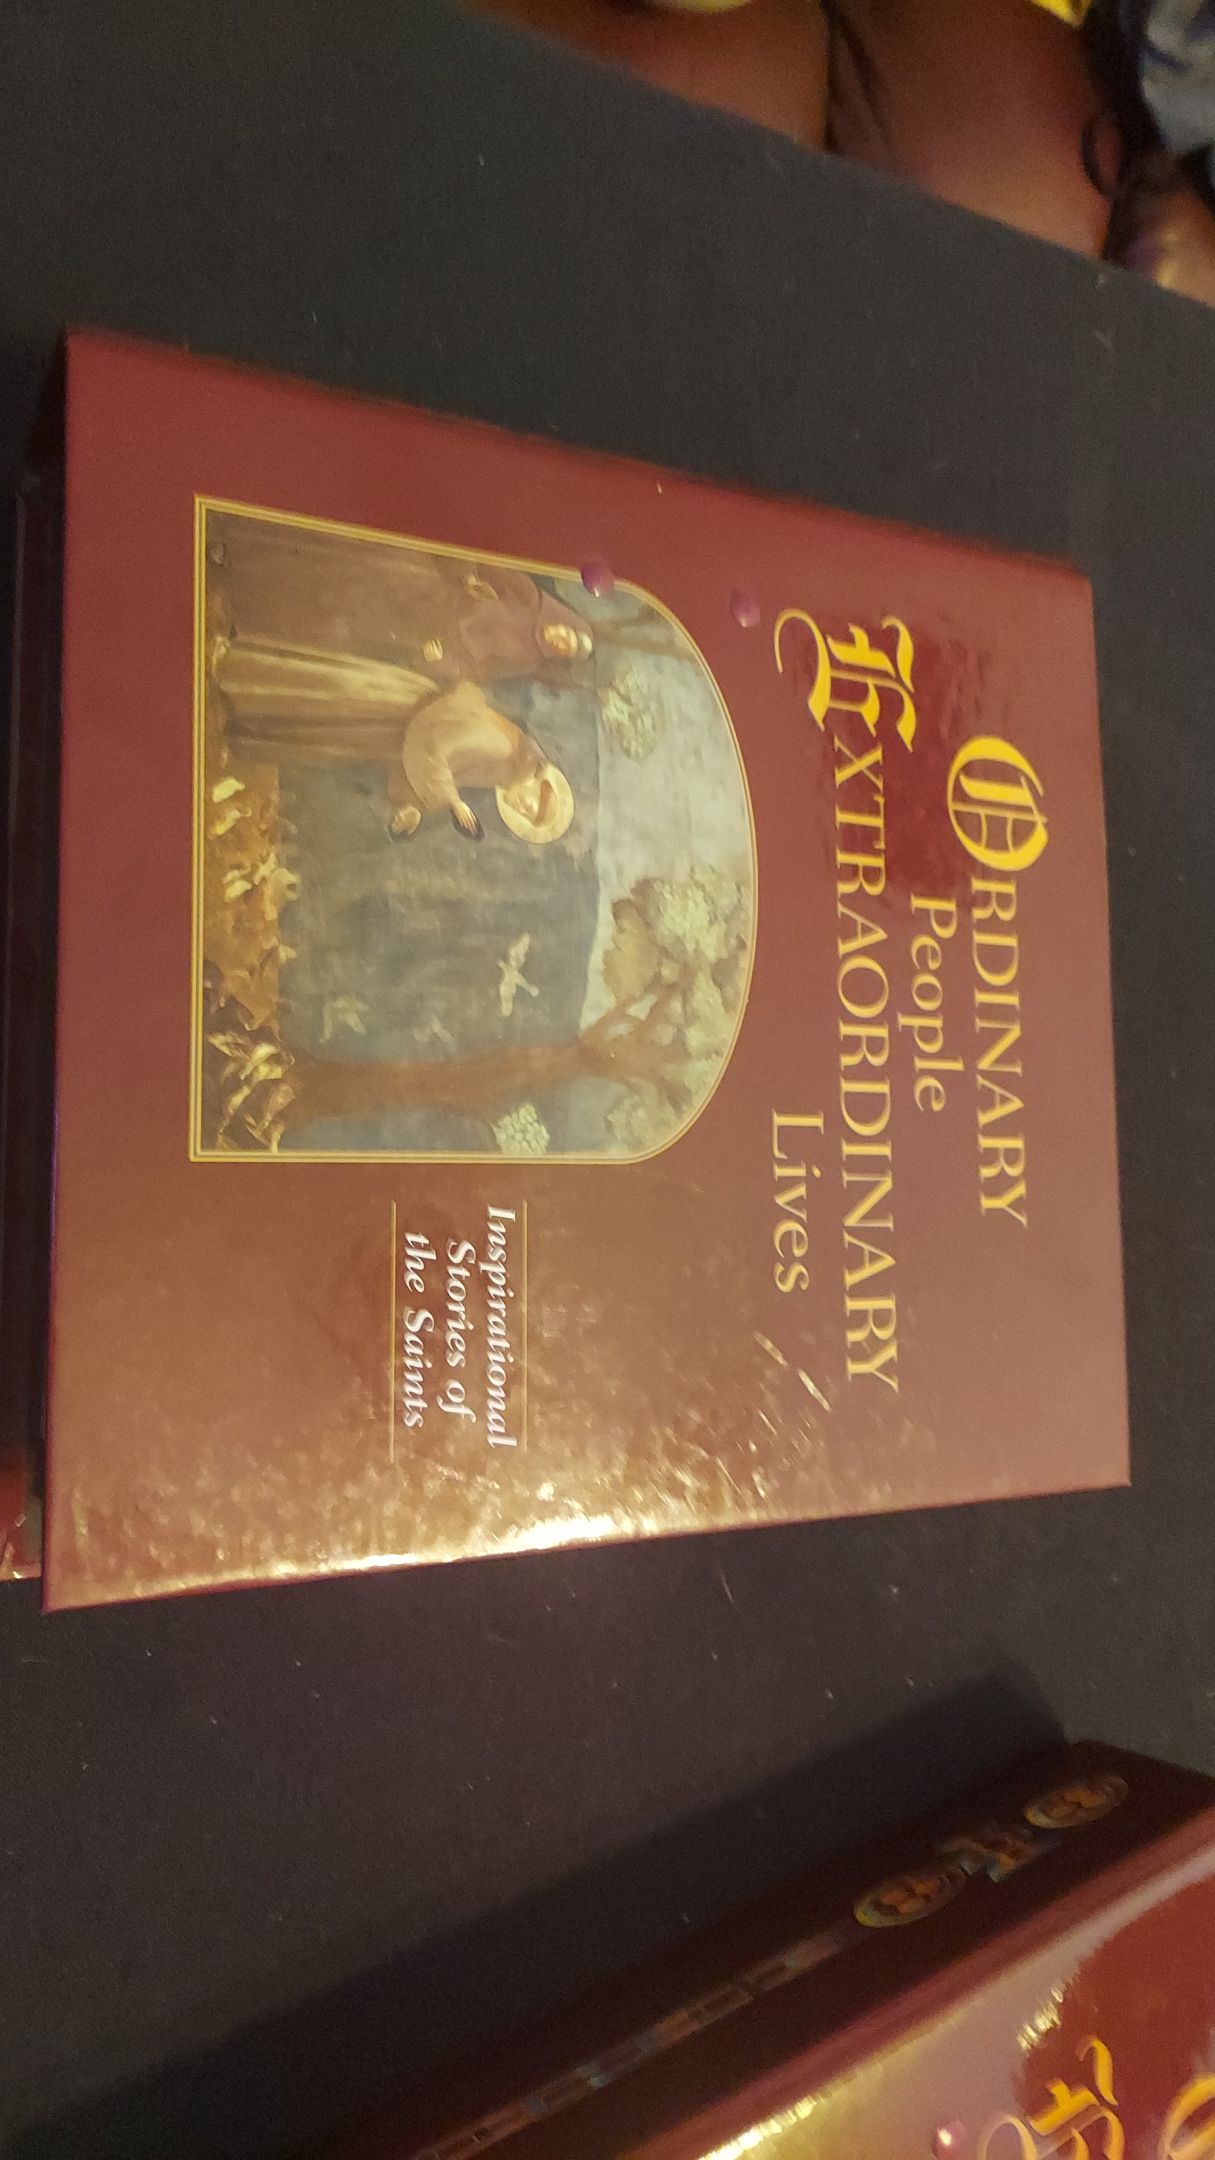 ORDINARY
People
EXTRAORDINARY
Lives
Inspirational
Stories of
the Saints